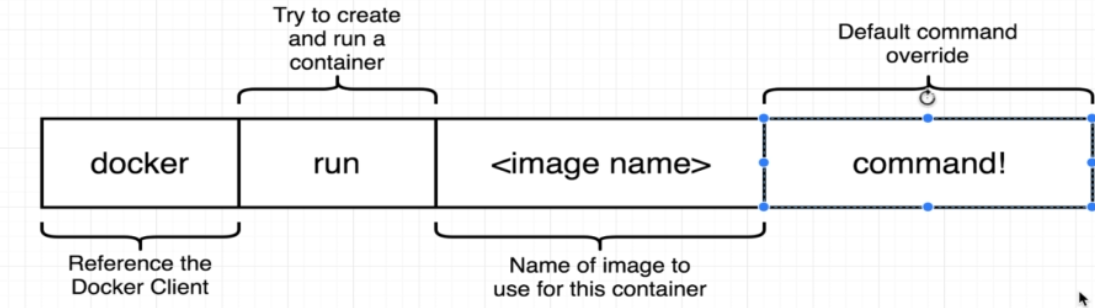 Try to create
and run a
container
Default command
override
docker
run
<image name>
command!
Reference the
Docker Client
Name of image to
use for this container